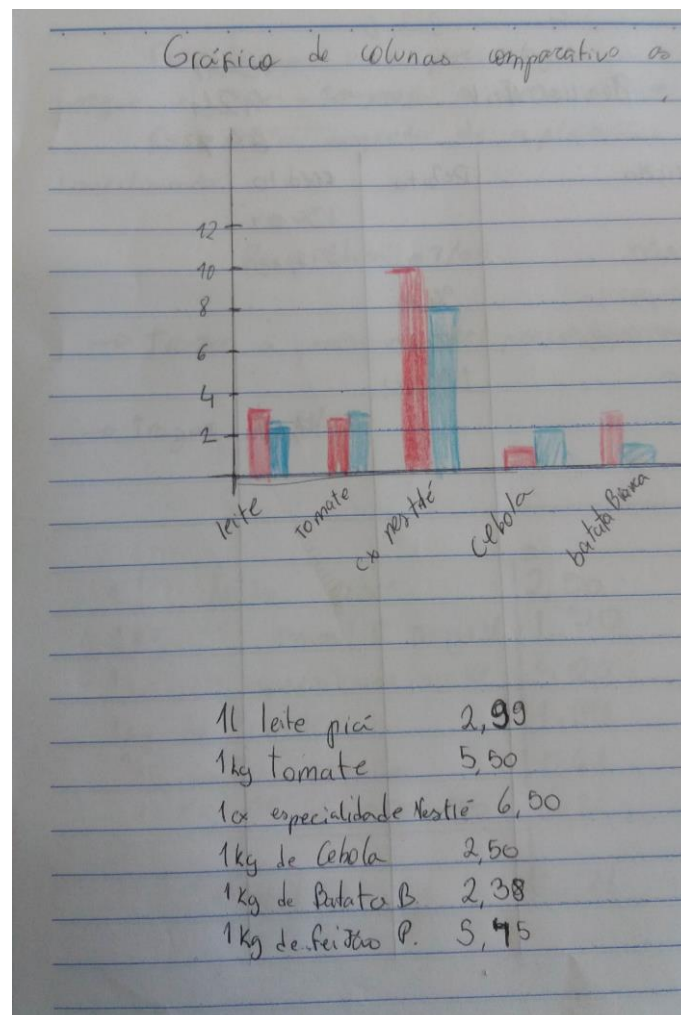 Gráfico de colunas comparativo os
12
10
8
6
4
2
leite
tomate
cx nestlé
Cebola
batata Branca
1l leite
2,99
1kg tomate 5,50
1cx especialidade Nestlé 6,50
1kg de Cebola 2,50
1kg de Batata B. 2,38
1kg de feijão P. 5,45